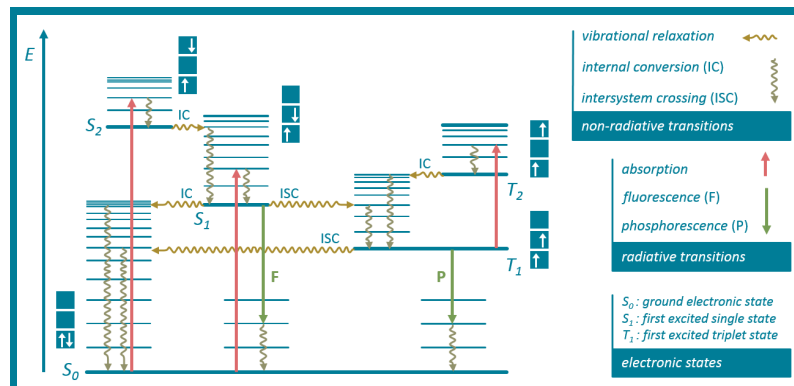 E
S2
IC
S1
IC
ISC
IC
T2
ISC
T1
F
P
S0
vibrational relaxation
internal conversion (IC)
intersystem crossing (ISC)
non-radiative transitions
absorption
fluorescence (F)
phosphorescence (P)
radiative transitions
S0 : ground electronic state
S1 : first excited single state
T1 : first excited triplet state
electronic states